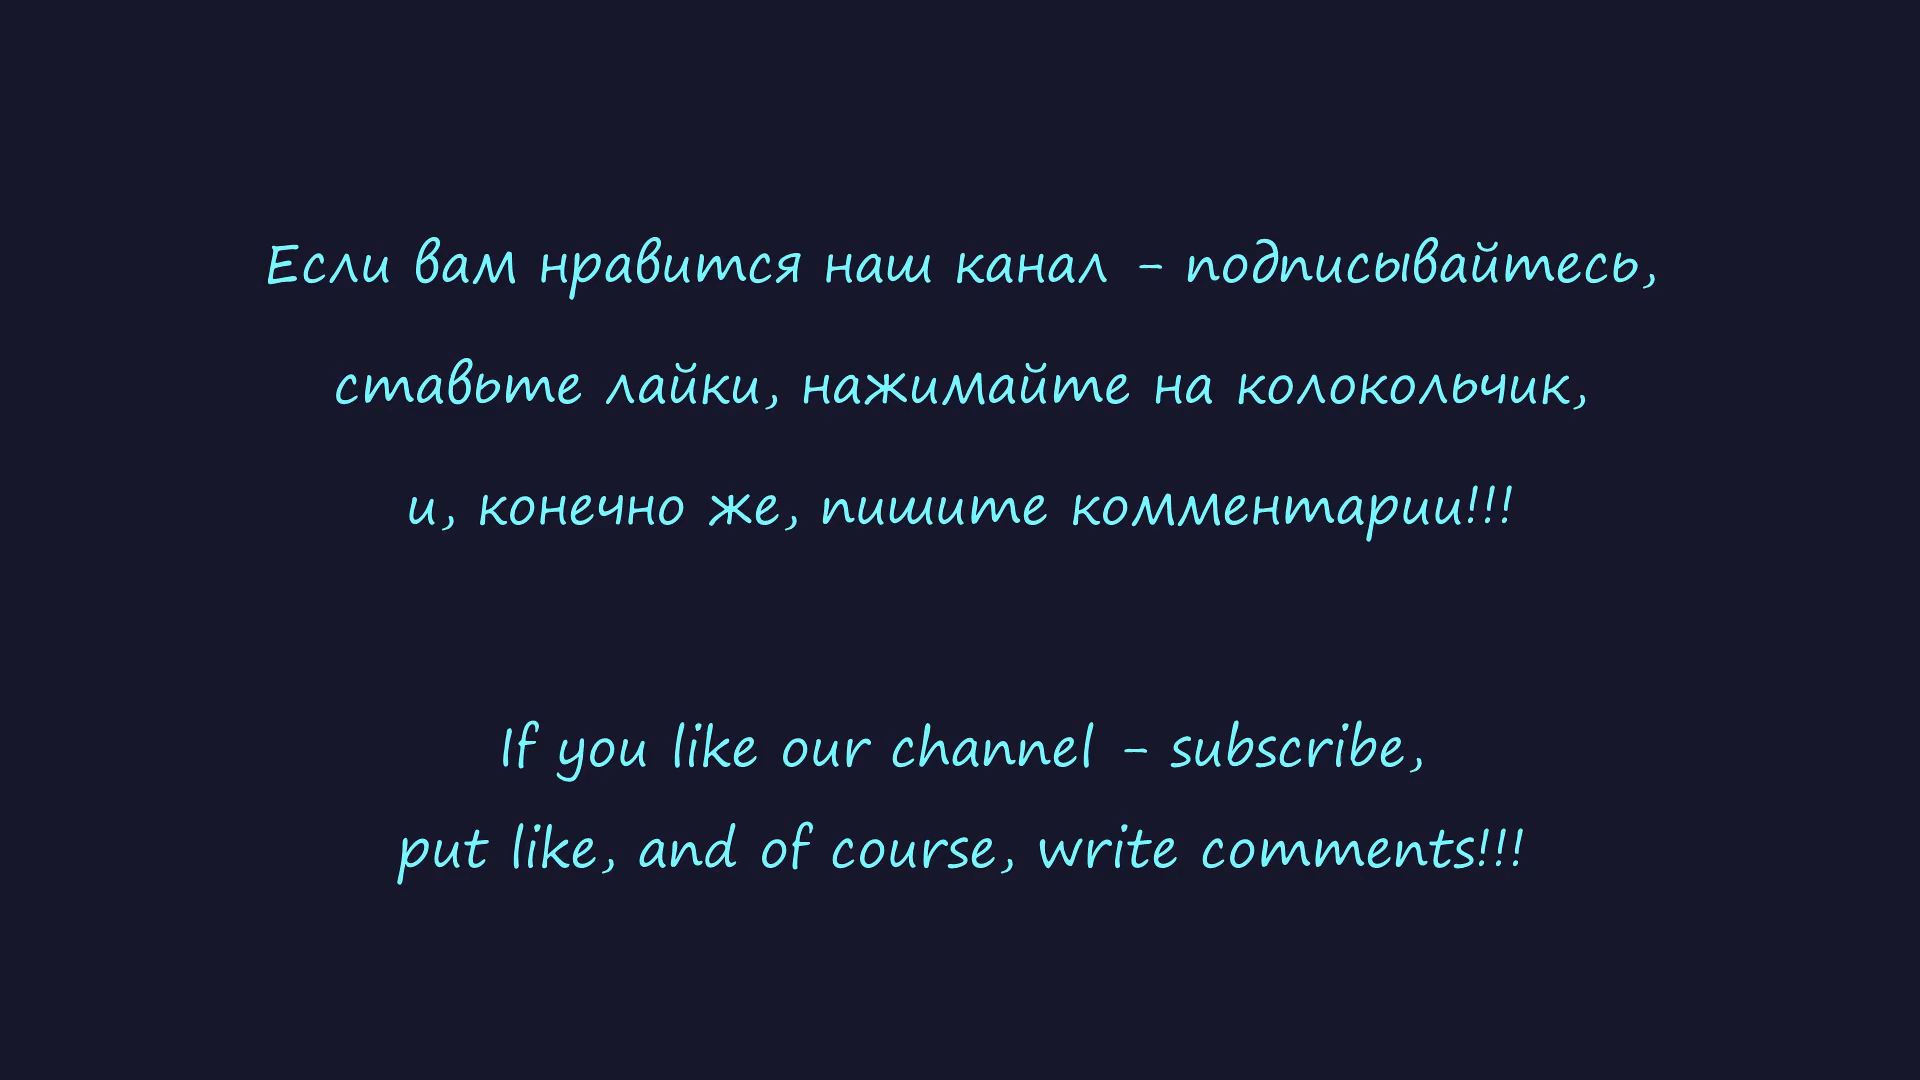 Если вам нравится наш канал - подписывайтесь,
ставьте лайки, нажимайте на колокольчик,
и, конечно же, пишите комментарии!!!
If you like our channel - subscribe,
put like, and of course, write comments!!!